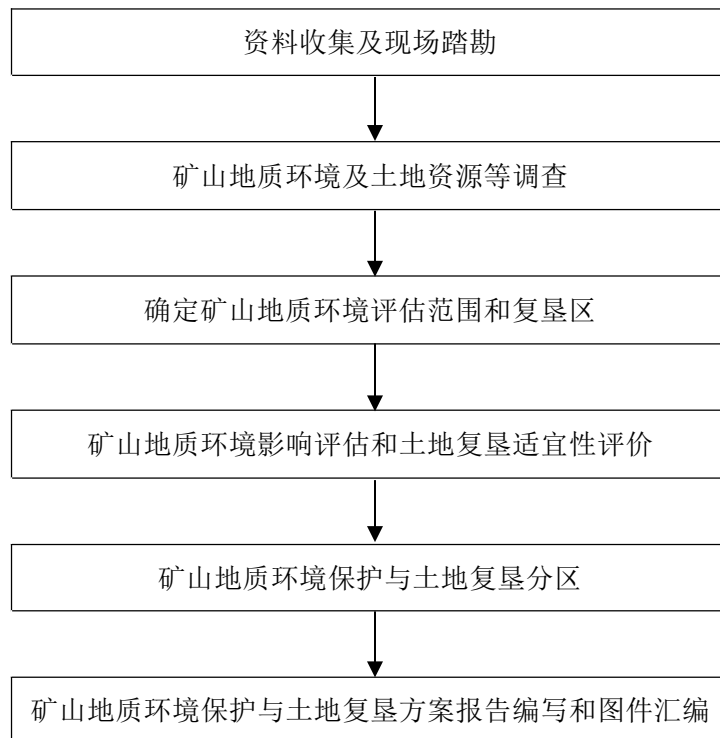 资料收集及现场踏勘
矿山地质环境及土地资源等调查
确定矿山地质环境评估范围和复垦区
矿山地质环境影响评估和土地复垦适宜性评价
矿山地质环境保护与土地复垦分区
矿山地质环境保护与土地复垦方案报告编写和图件汇编